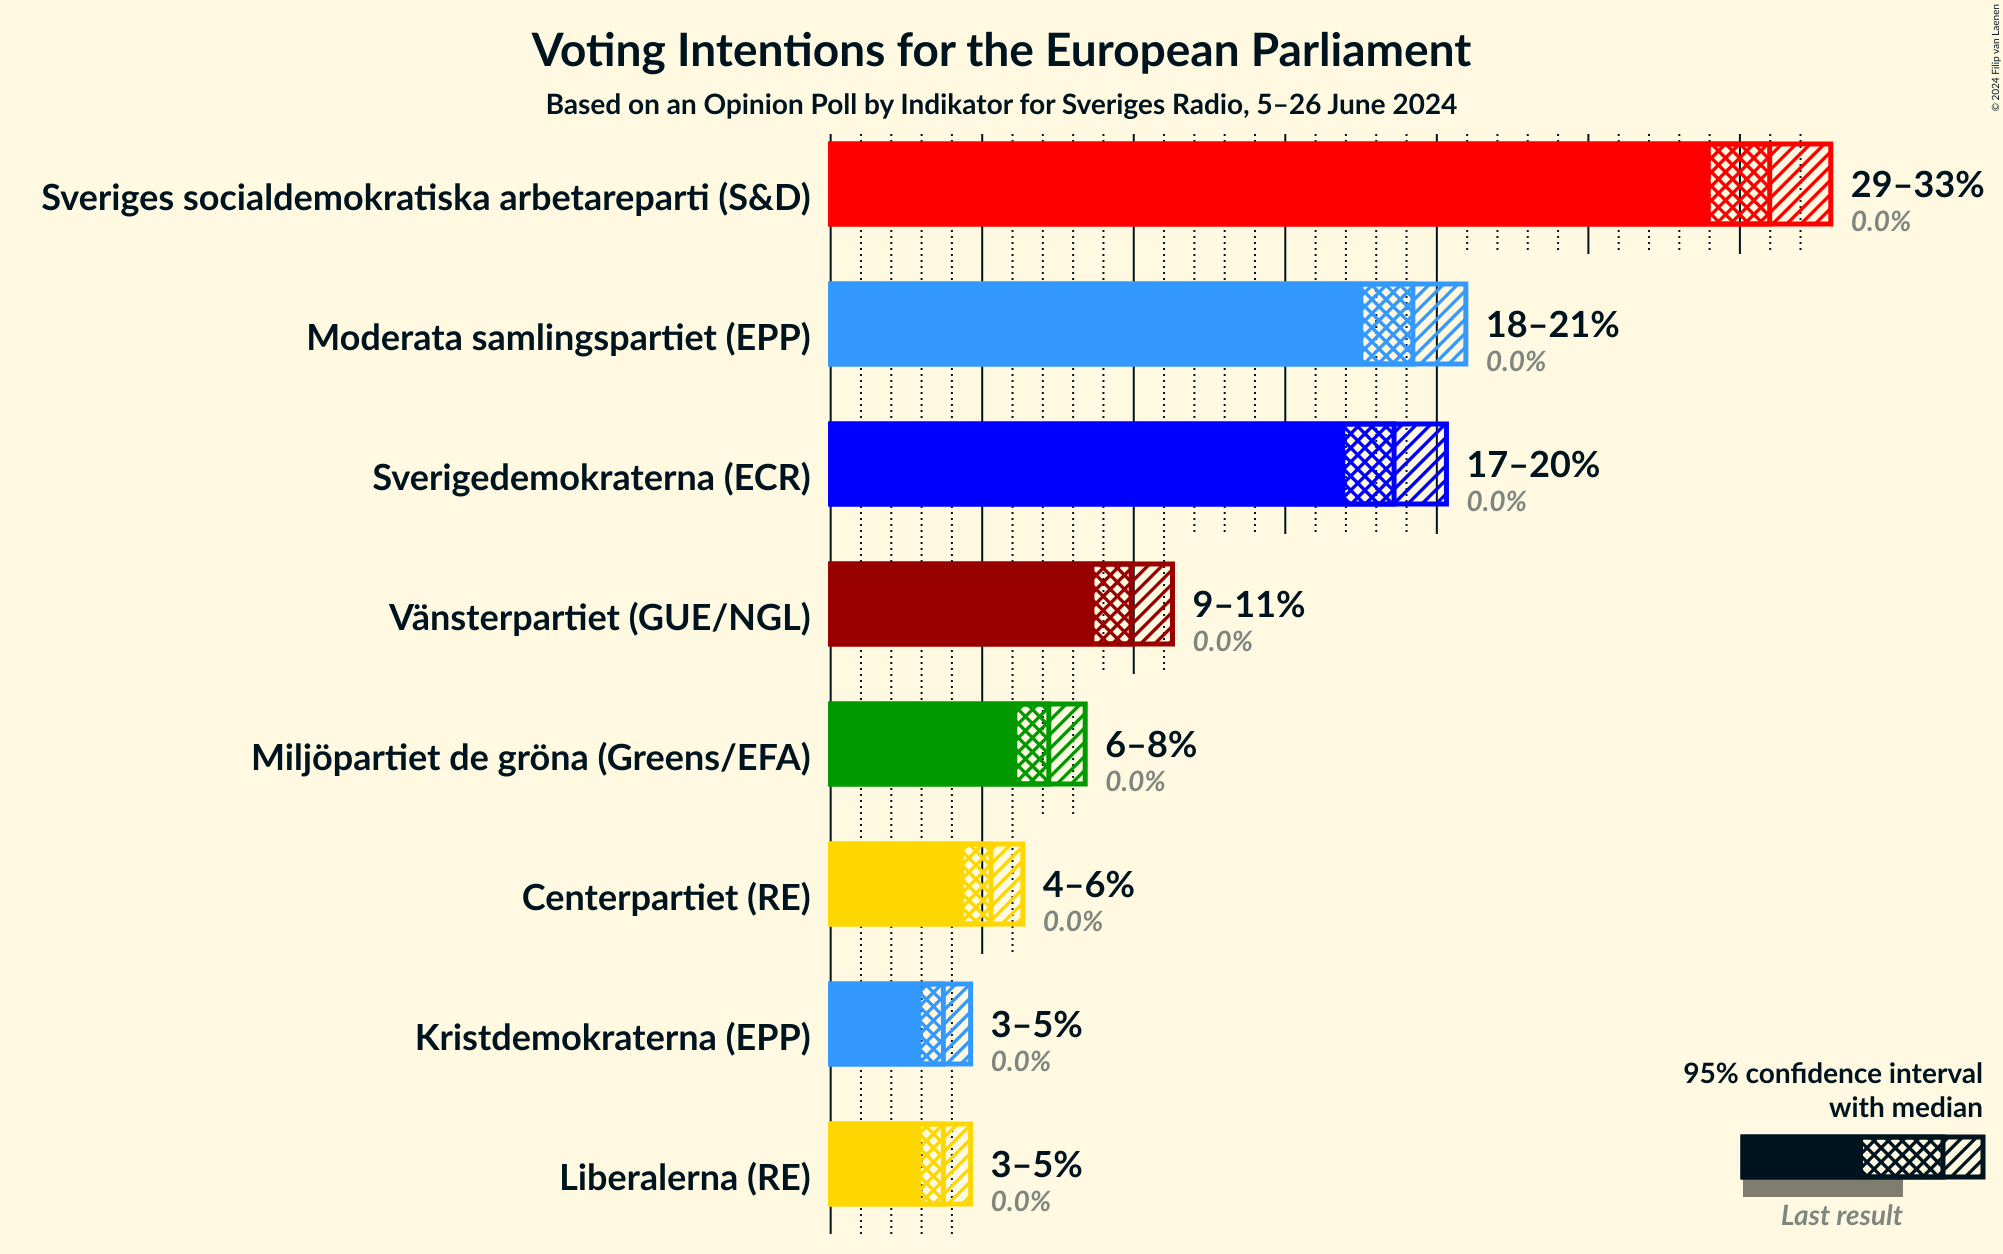 Voting Intentions for the European Parliament
Based on an Opinion Poll by Indikator for Sveriges Radio, 5–26 June 2024
© 2024 Filip van Laenen
Sveriges socialdemokratiska arbetareparti (S&D)
29–33%
0.0%
Moderata samlingspartiet (EPP)
18–21%
0.0%
Sverigedemokraterna (ECR)
17–20%
0.0%
Vänsterpartiet (GUE/NGL)
9–11%
0.0%
Miljöpartiet de gröna (Greens/EFA)
6–8%
0.0%
Centerpartiet (RE)
4–6%
0.0%
Kristdemokraterna (EPP)
3–5%
0.0%
Liberalerna (RE)
3–5%
0.0%
95% confidence interval
with median
Last result